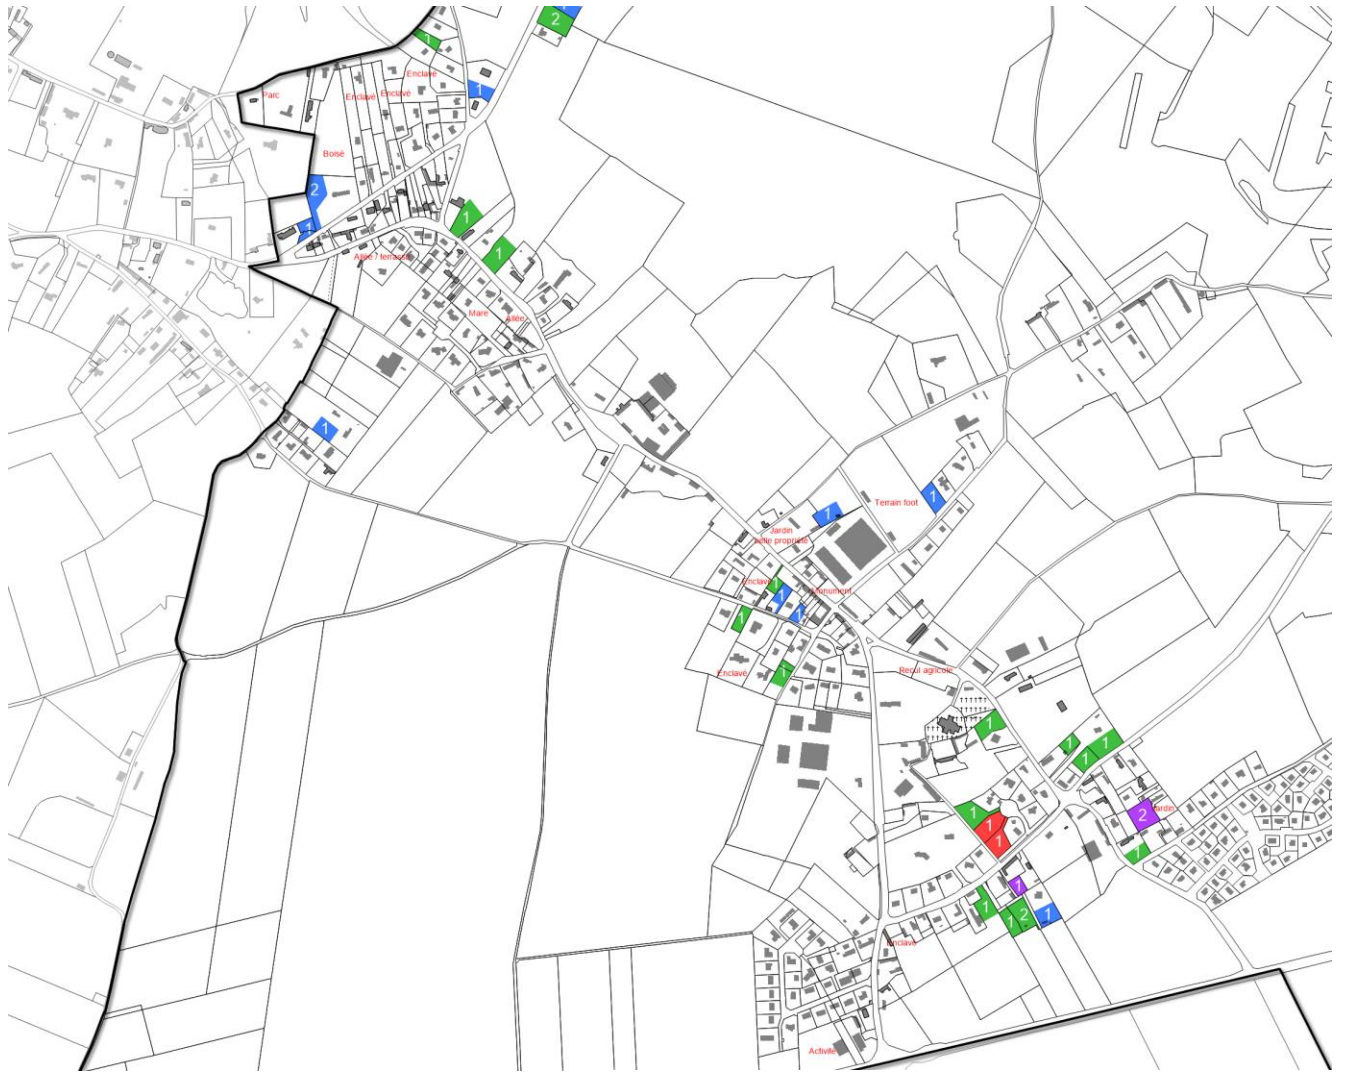 1
2
1
Enclavé
1
Parc
Enclavé
Enclavé
Boisé
2
1
1
1
Allée / terrasse
Mare
Allée
1
1
Terrain foot
1
Jardin
petite propriété
Enclavé
1
1
Monument
1
1
Enclavé
1
Recul agricole
1
1
1
1
2
Jardin
1
1
1
1
1
1
1
2
1
Enclavé
Activité